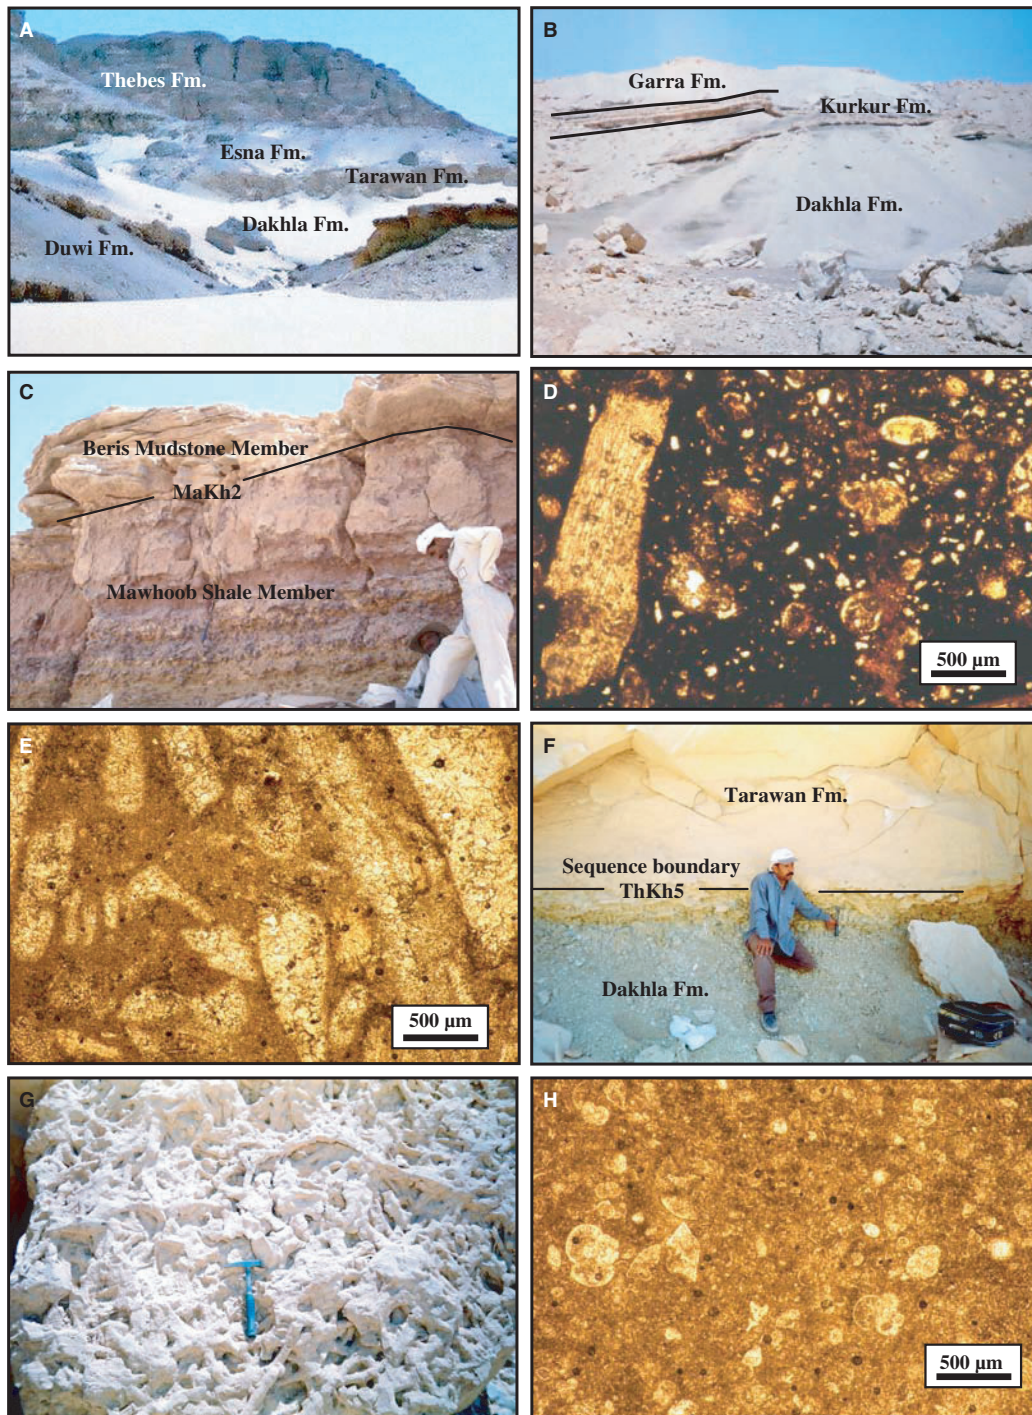 A
Thebes Fm.
Esna Fm.
Tarawan Fm.
Dakhla Fm.
Duwi Fm.
B
Garra Fm.
Kurkur Fm.
Dakhla Fm.
C
Beris Mudstone Member
MaKh2
Mawhoob Shale Member
D
500 µm
E
500 µm
F
Tarawan Fm.
Sequence boundary
ThKh5
Dakhla Fm.
G
H
500 µm